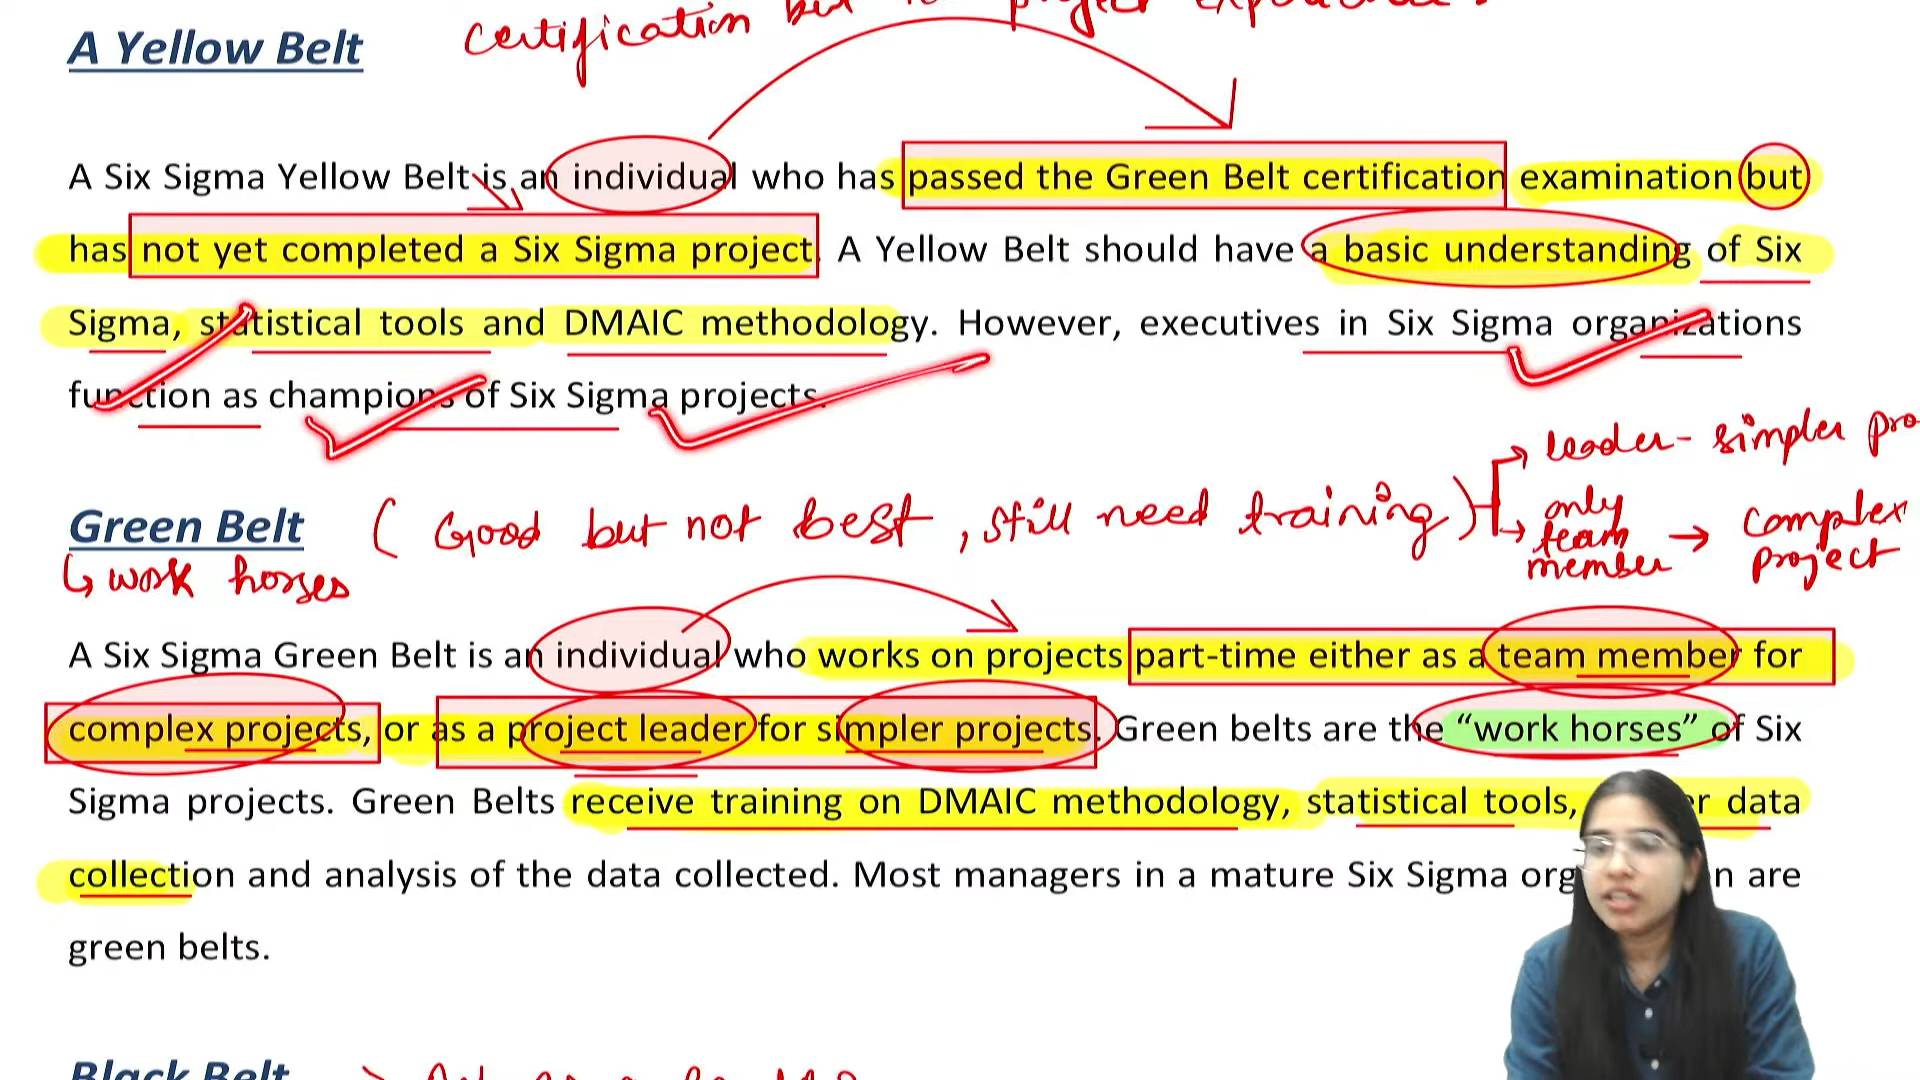 certification but
A Yellow Belt
A Six Sigma Yellow Belt is an individual who has passed the Green Belt certification examination but
has not yet completed a Six Sigma project. A Yellow Belt should have a basic understanding of Six
Sigma, statistical tools and DMAIC methodology. However, executives in Six Sigma organizations
function as champions of Six Sigma projects.
Green Belt (Good but not best, still need training)
leader - simpler pro
only team member → complex project
↳ work horses
A Six Sigma Green Belt is an individual who works on projects part-time either as a team member for
complex projects, or as a project leader for simpler projects. Green belts are the “work horses” of Six
Sigma projects. Green Belts receive training on DMAIC methodology, statistical tools, data
collection and analysis of the data collected. Most managers in a mature Six Sigma are
green belts.
Black Belt